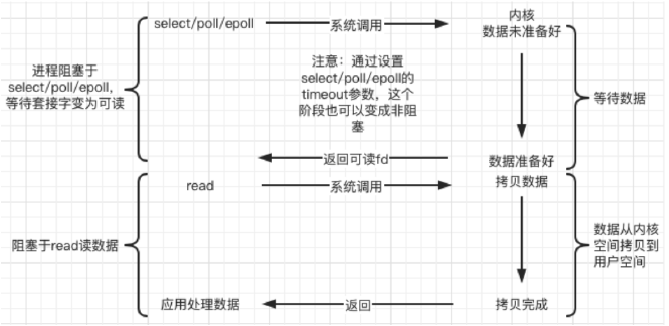 select/poll/epoll
系统调用
内核
数据未准备好
进程阻塞于
select/poll/epoll,
等待套接字变为可读
注意：通过设置
select/poll/epoll的
timeout参数，这个
阶段也可以变成非阻
塞
等待数据
返回可读fd
数据准备好
read
系统调用
拷贝数据
阻塞于read读数据
数据从内核
空间拷贝到
用户空间
应用处理数据
返回
拷贝完成